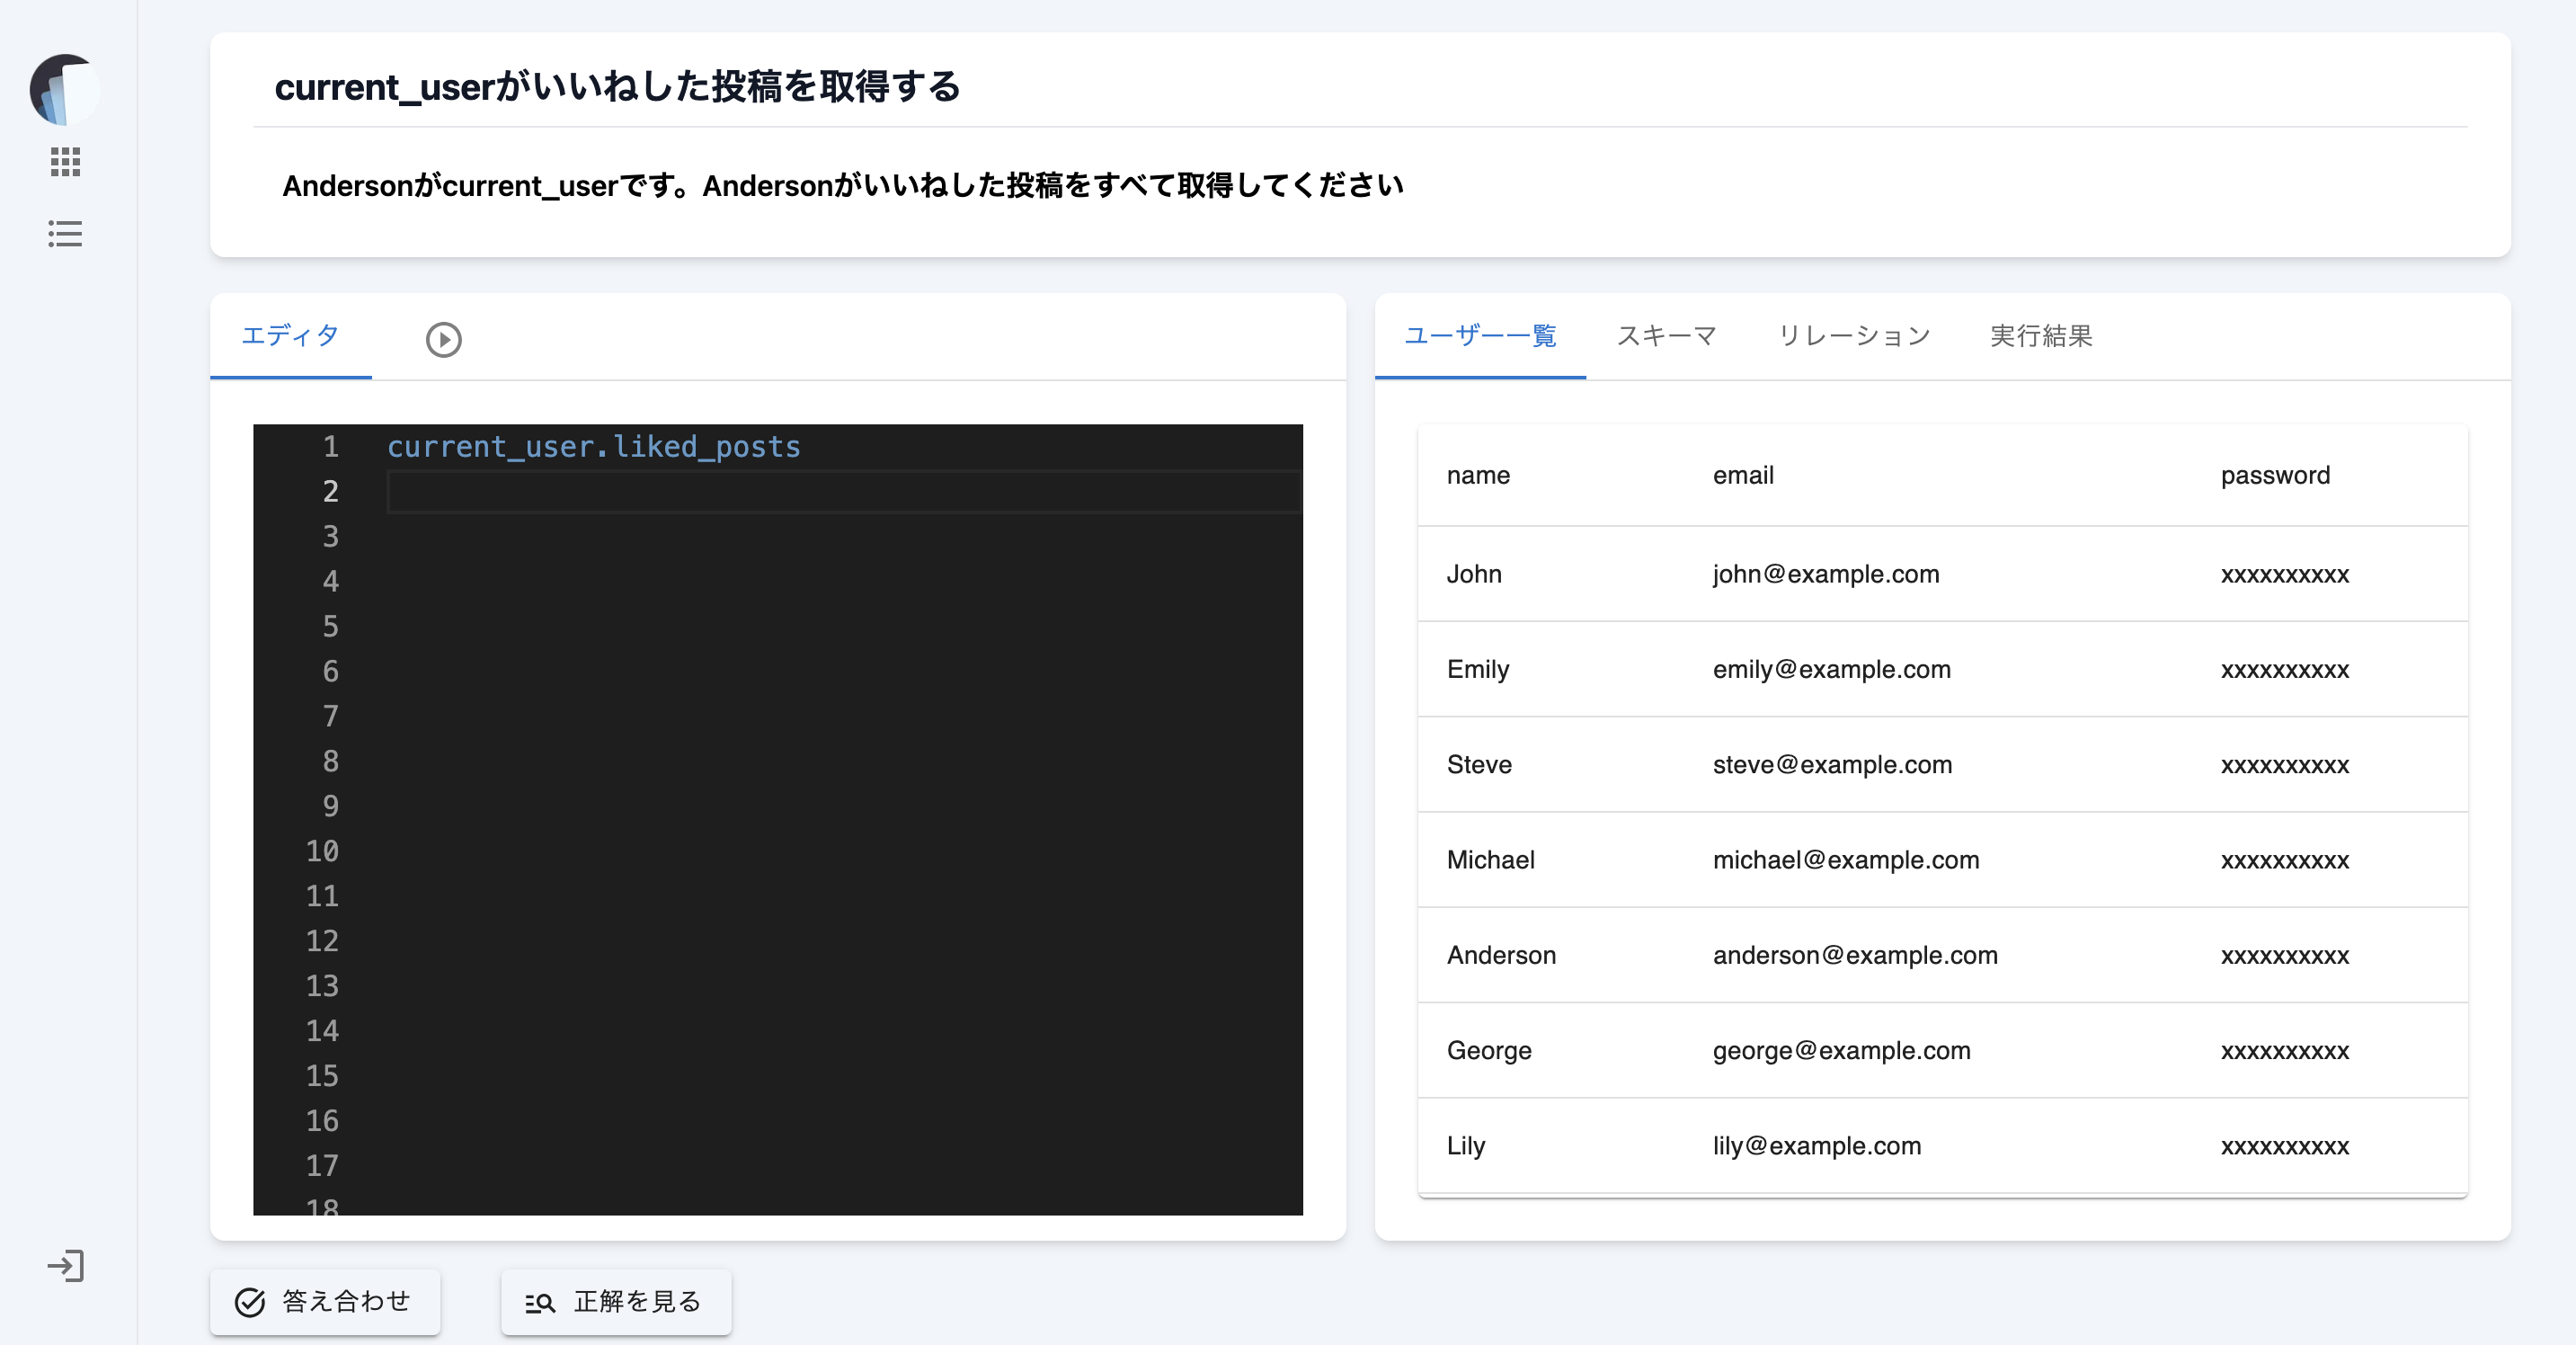 current_userがいいねした投稿を取得する
Andersonがcurrent_userです。Andersonがいいねした投稿をすべて取得してください
エディタ
1 current_user.liked_posts
2
3
4
5
6
7
8
9
10
11
12
13
14
15
16
17
18
ユーザー一覧 スキーマ リレーション 実行結果
name email password
John john@example.com xxxxxxxxxx
Emily emily@example.com xxxxxxxxxx
Steve steve@example.com xxxxxxxxxx
Michael michael@example.com xxxxxxxxxx
Anderson anderson@example.com xxxxxxxxxx
George george@example.com xxxxxxxxxx
Lily lily@example.com xxxxxxxxxx
答え合わせ 正解を見る